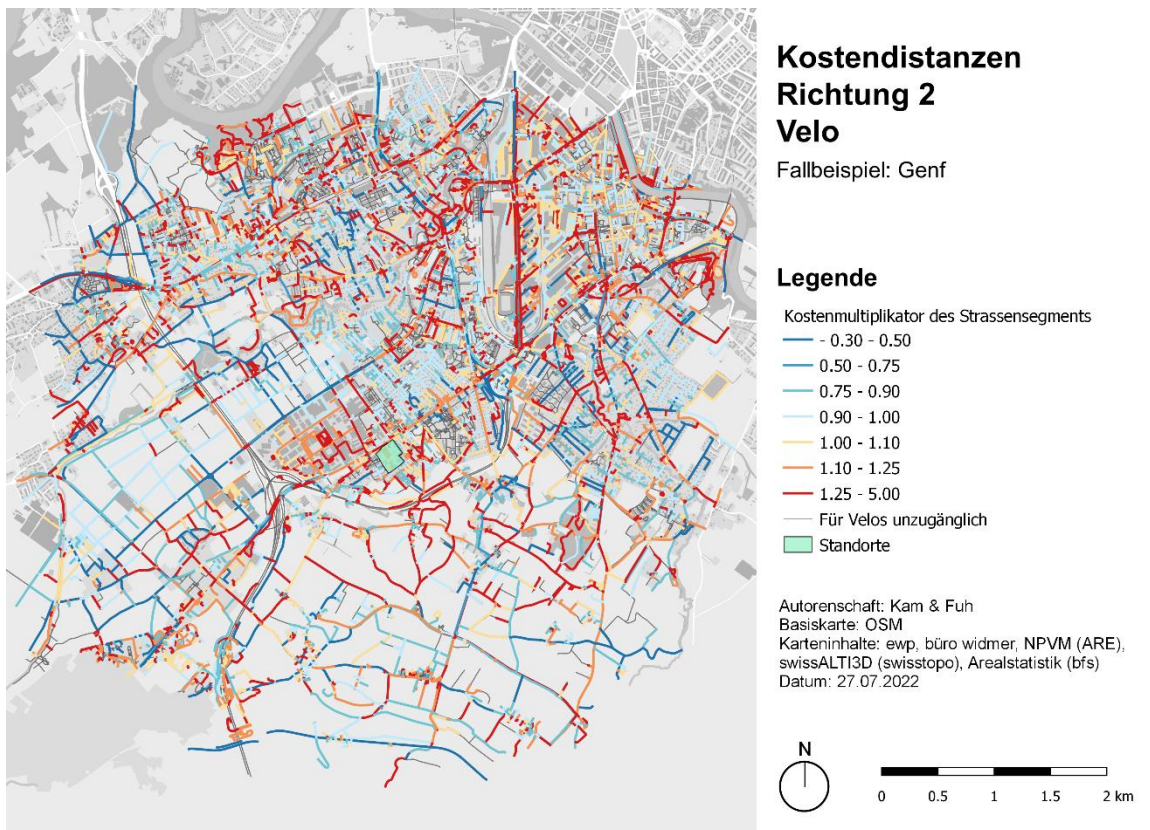 Kostendistanzen
Richtung 2
Velo
Fallbeispiel: Genf
Legende
Kostenmultiplikator des Strassensegments
- 0.30 - 0.50
0.50 - 0.75
0.75 - 0.90
0.90 - 1.00
1.00 - 1.10
1.10 - 1.25
1.25 - 5.00
Für Velos unzugänglich
Standorte
Autorenschaft: Kam & Fuh
Basiskarte: OSM
Karteninhalte: ewp, büro widmer, NPVM (ARE),
swissALTI3D (swisstopo), Arealstatistik (bfs)
Datum: 27.07.2022
N
0 0.5 1 1.5 2 km